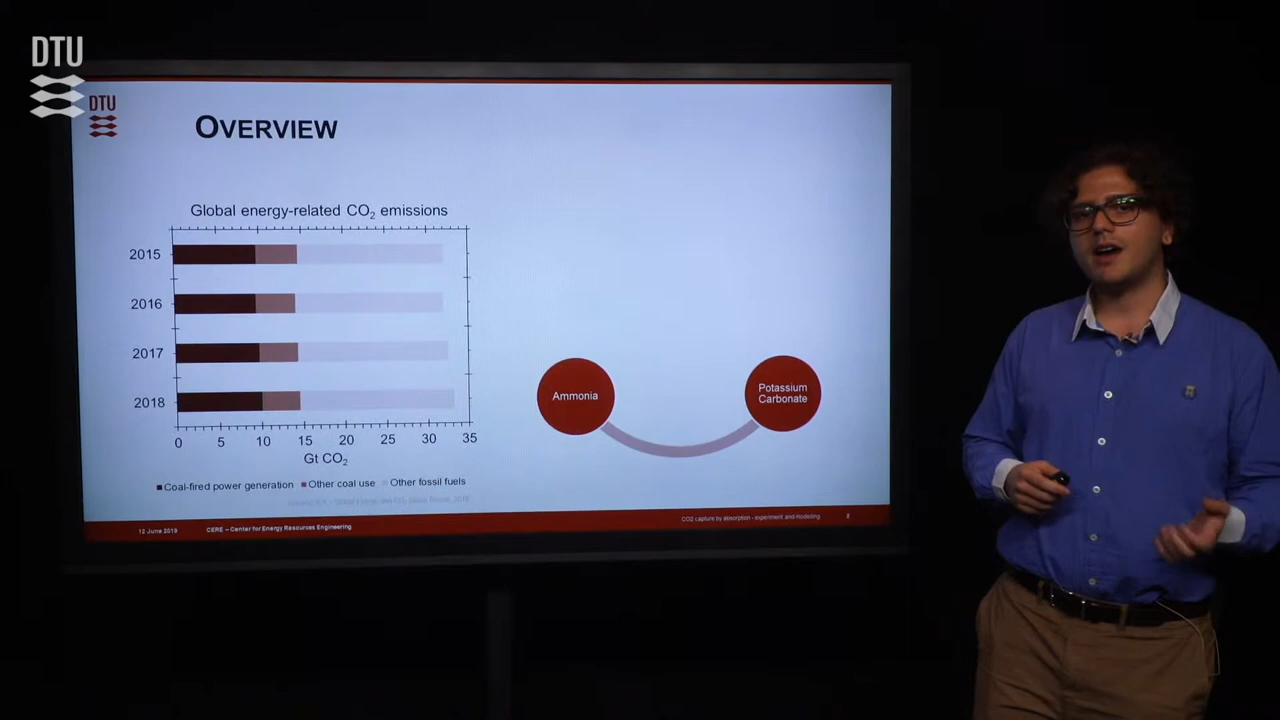 DTU
DTU
OVERVIEW
Global energy-related CO₂ emissions
2015
2016
2017
2018
0 5 10 15 20 25 30 35
Gt CO₂
Coal-fired power generation Other coal use Other fossil fuels
Ammonia
Potassium
Carbonate
12 June 2019 CERE – Center for Energy Resources Engineering
CO2 capture by absorption - experiment and modeling